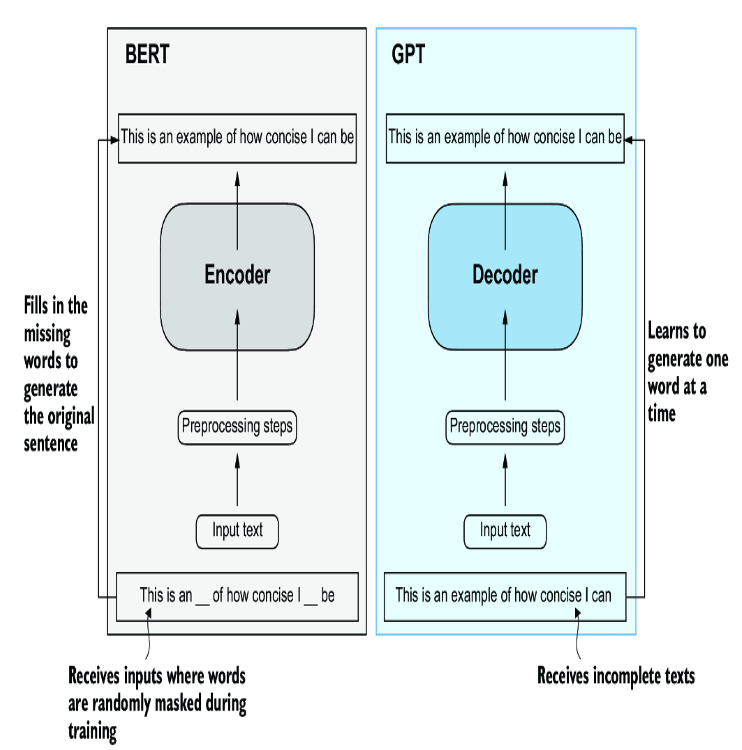 BERT
This is an example of how concise I can be
Encoder
Fills in the
missing
words to
generate
the original
sentence
Preprocessing steps
Input text
This is an __ of how concise I __ be
Receives inputs where words
are randomly masked during
training
GPT
This is an example of how concise I can be
Decoder
Learns to
generate one
word at a
time
Preprocessing steps
Input text
This is an example of how concise I can
Receives incomplete texts